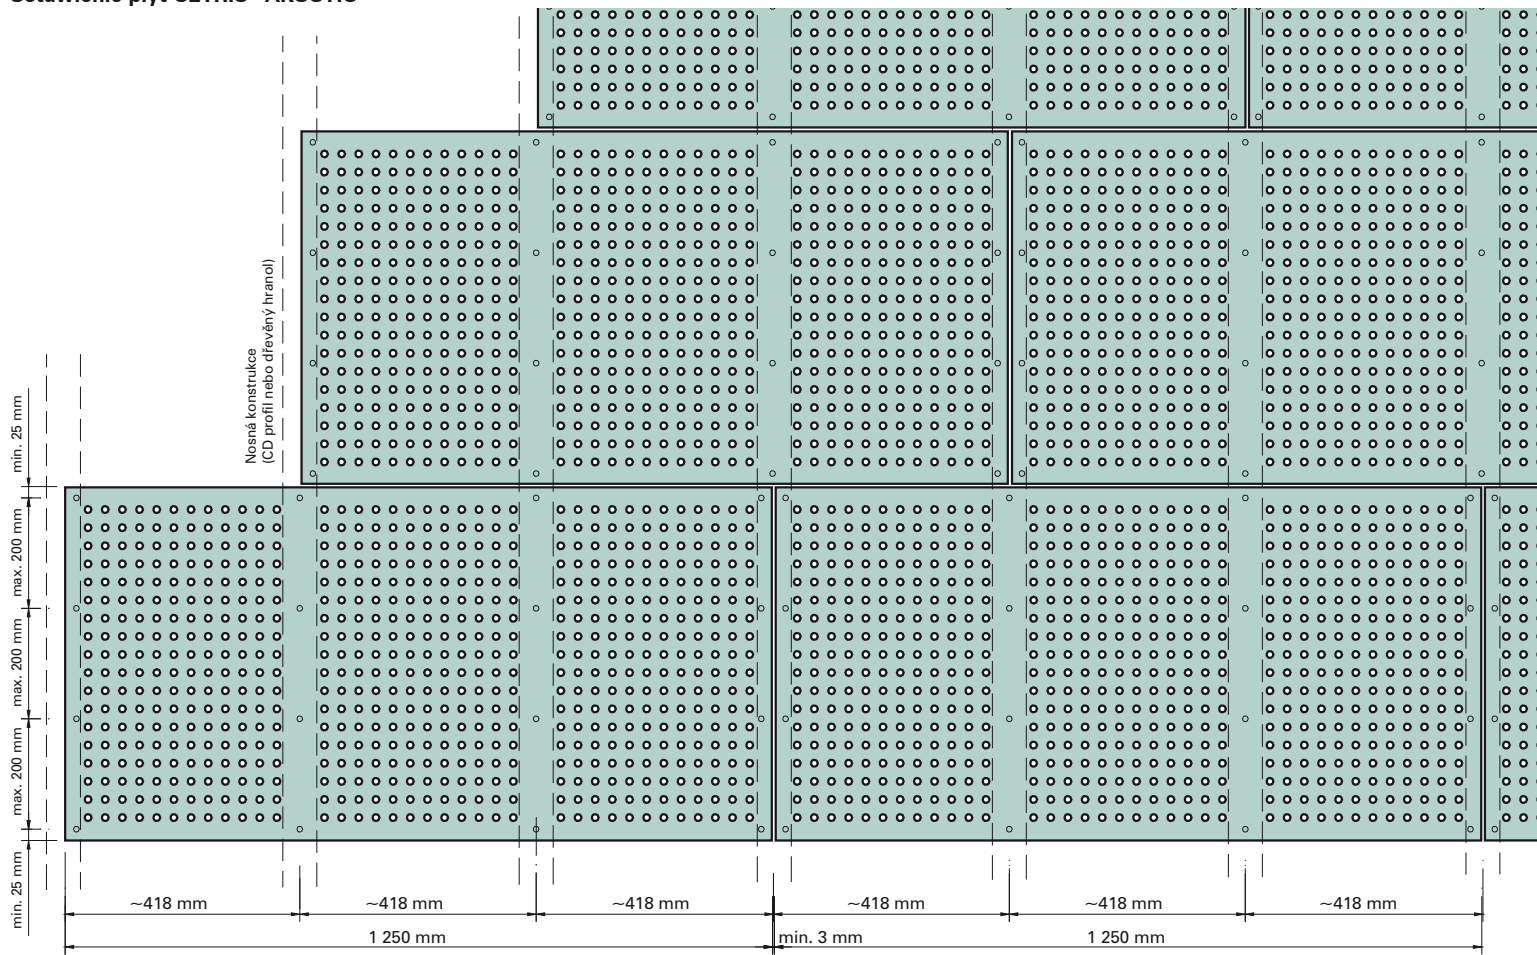 Nosná konstrukce
(CD profil nebo dřevěný hranol)
min. 25 mm
max. 200 mm
max. 200 mm
max. 200 mm
min. 25 mm
~418 mm
~418 mm
~418 mm
~418 mm
~418 mm
~418 mm
1 250 mm
min. 3 mm
1 250 mm